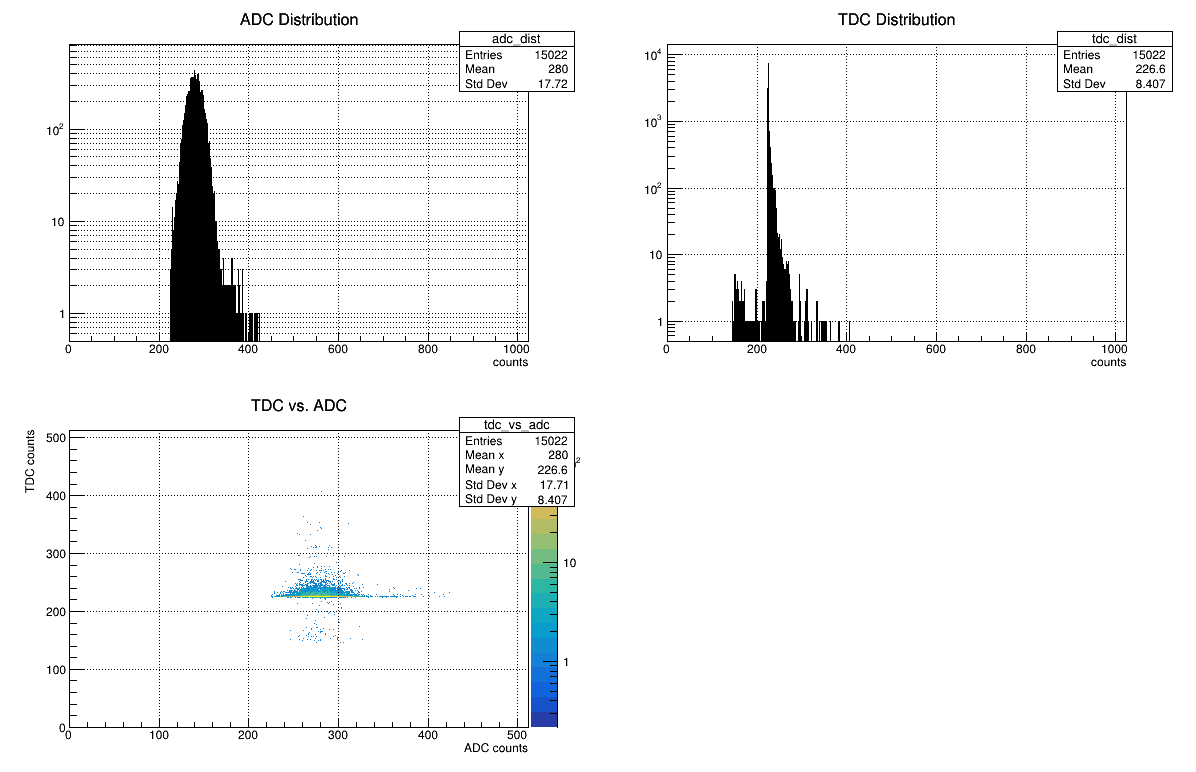 ADC Distribution
adc_dist
Entries 15022
Mean 280
Std Dev 17.72
10²
10
1
0 200 400 600 800 1000
counts
TDC Distribution
tdc_dist
Entries 15022
Mean 226.6
Std Dev 8.407
10⁴
10³
10²
10
1
0 200 400 600 800 1000
counts
TDC vs. ADC
tdc_vs_adc
Entries 15022
Mean x 280
Mean y 226.6
Std Dev x 17.71
Std Dev y 8.407
TDC counts
500
400
300
200
100
0
0 100 200 300 400 500
ADC counts
2
10
1